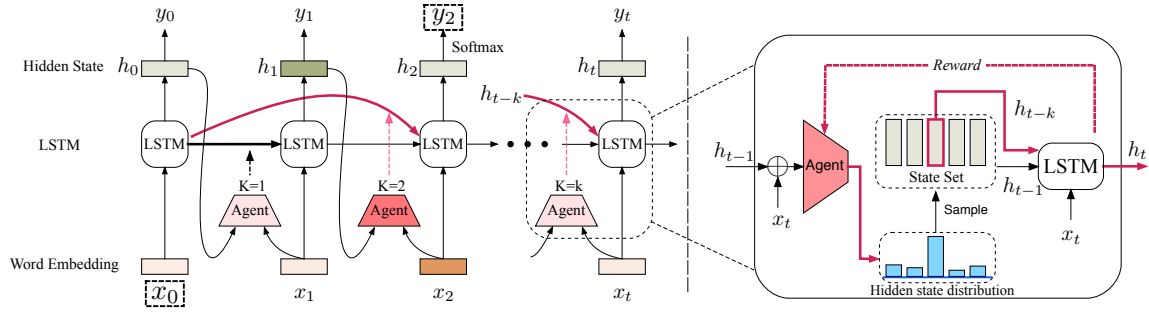 y₀ y₁ y₂ yₜ
Softmax
Hidden State h₀ h₁ h₂ hₜ
hₜ₋ₖ
LSTM LSTM LSTM LSTM LSTM
K=1 K=2 K=k
Agent Agent Agent
Word Embedding
x₀ x₁ x₂ xₜ
Reward
hₜ₋ₖ
hₜ₋₁ Agent State Set LSTM hₜ
hₜ₋₁
xₜ Sample xₜ
Hidden state distribution